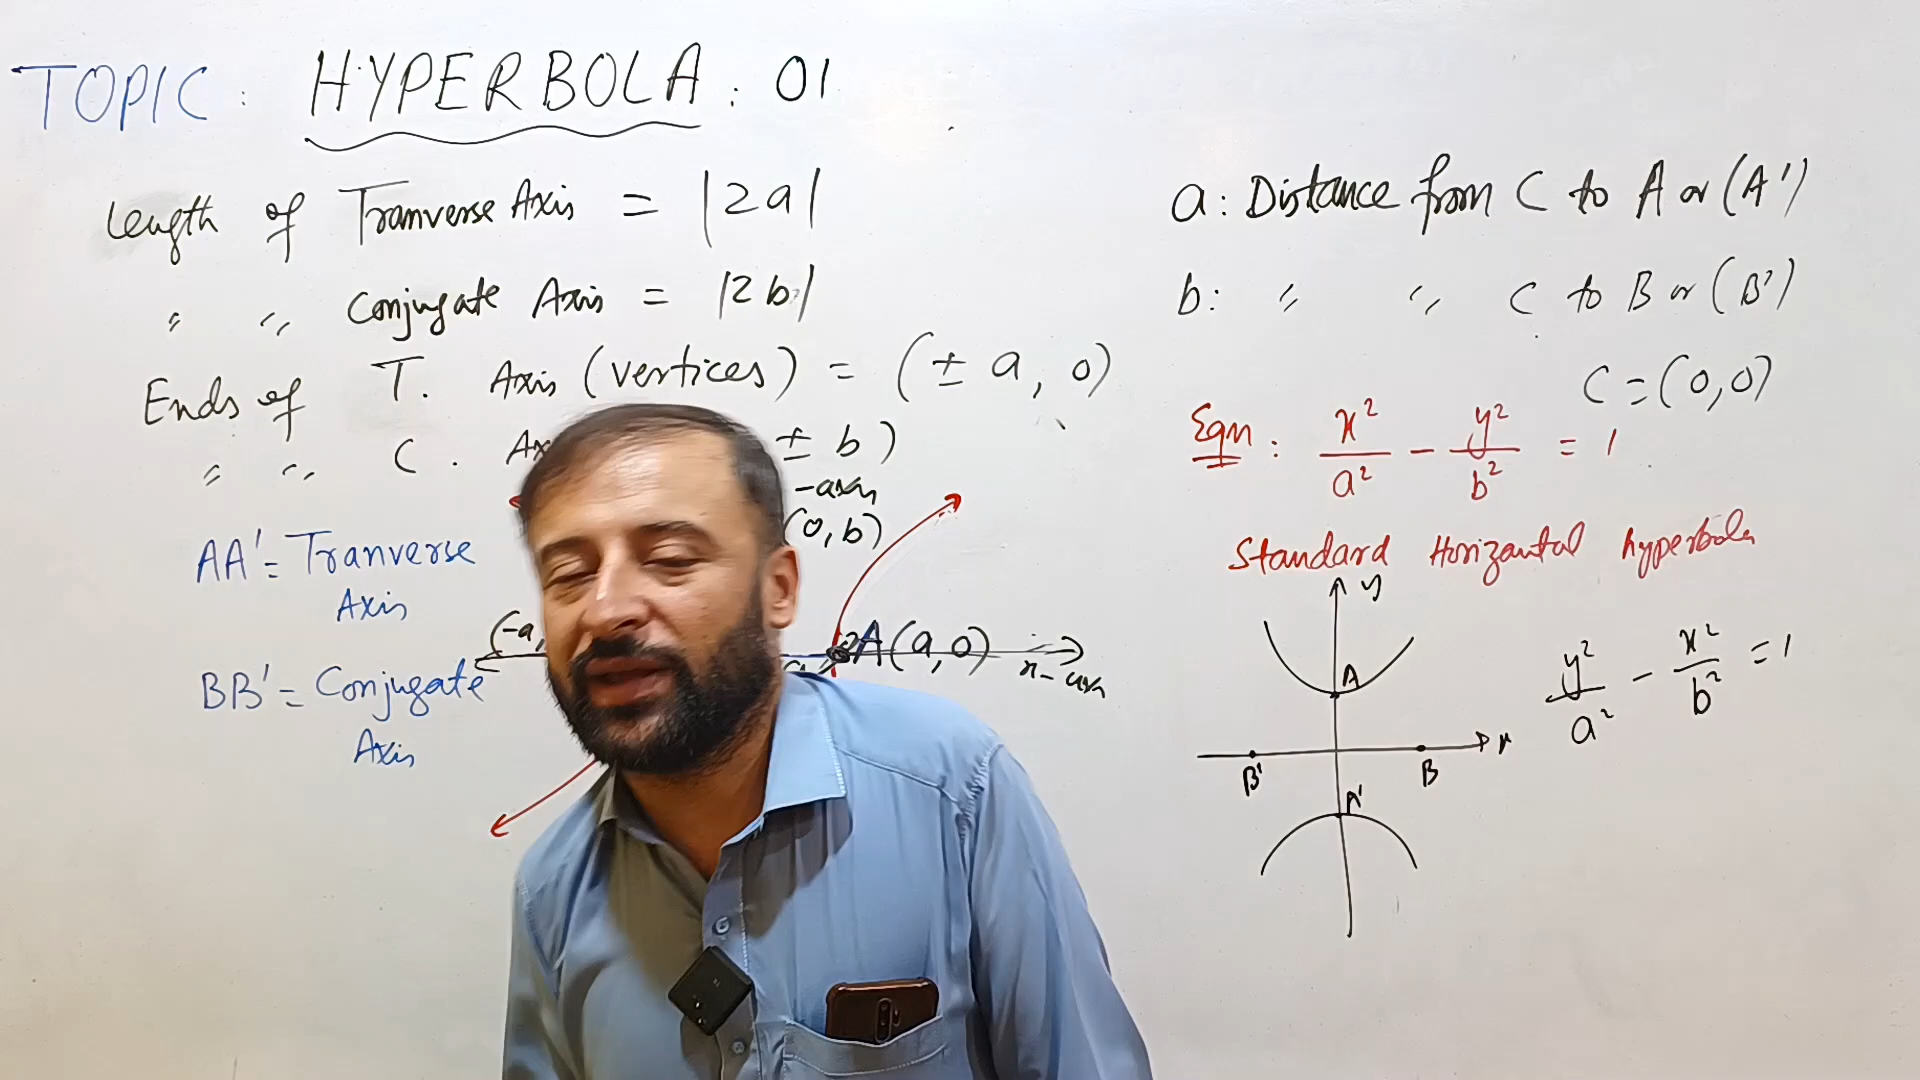 TOPIC : HYPERBOLA : 01
Length of Tranverse Axis = |2a|
" " Conjugate Axis = |2b|
Ends of T. Axis (vertices) = (± a, 0)
" " C. Ax ± b)
-axis
(0, b)
AA' = Tranverse
Axis
(-a,
A(a,0)
x-axis
BB' = Conjugate
Axis
a: Distance from C to A or (A')
b: " " C to B or (B')
C = (0,0)
Eqn: x²/a² - y²/b² = 1
Standard Horizantal hyperbola
y
A
y²/a² - x²/b² = 1
x
B'
B
A'